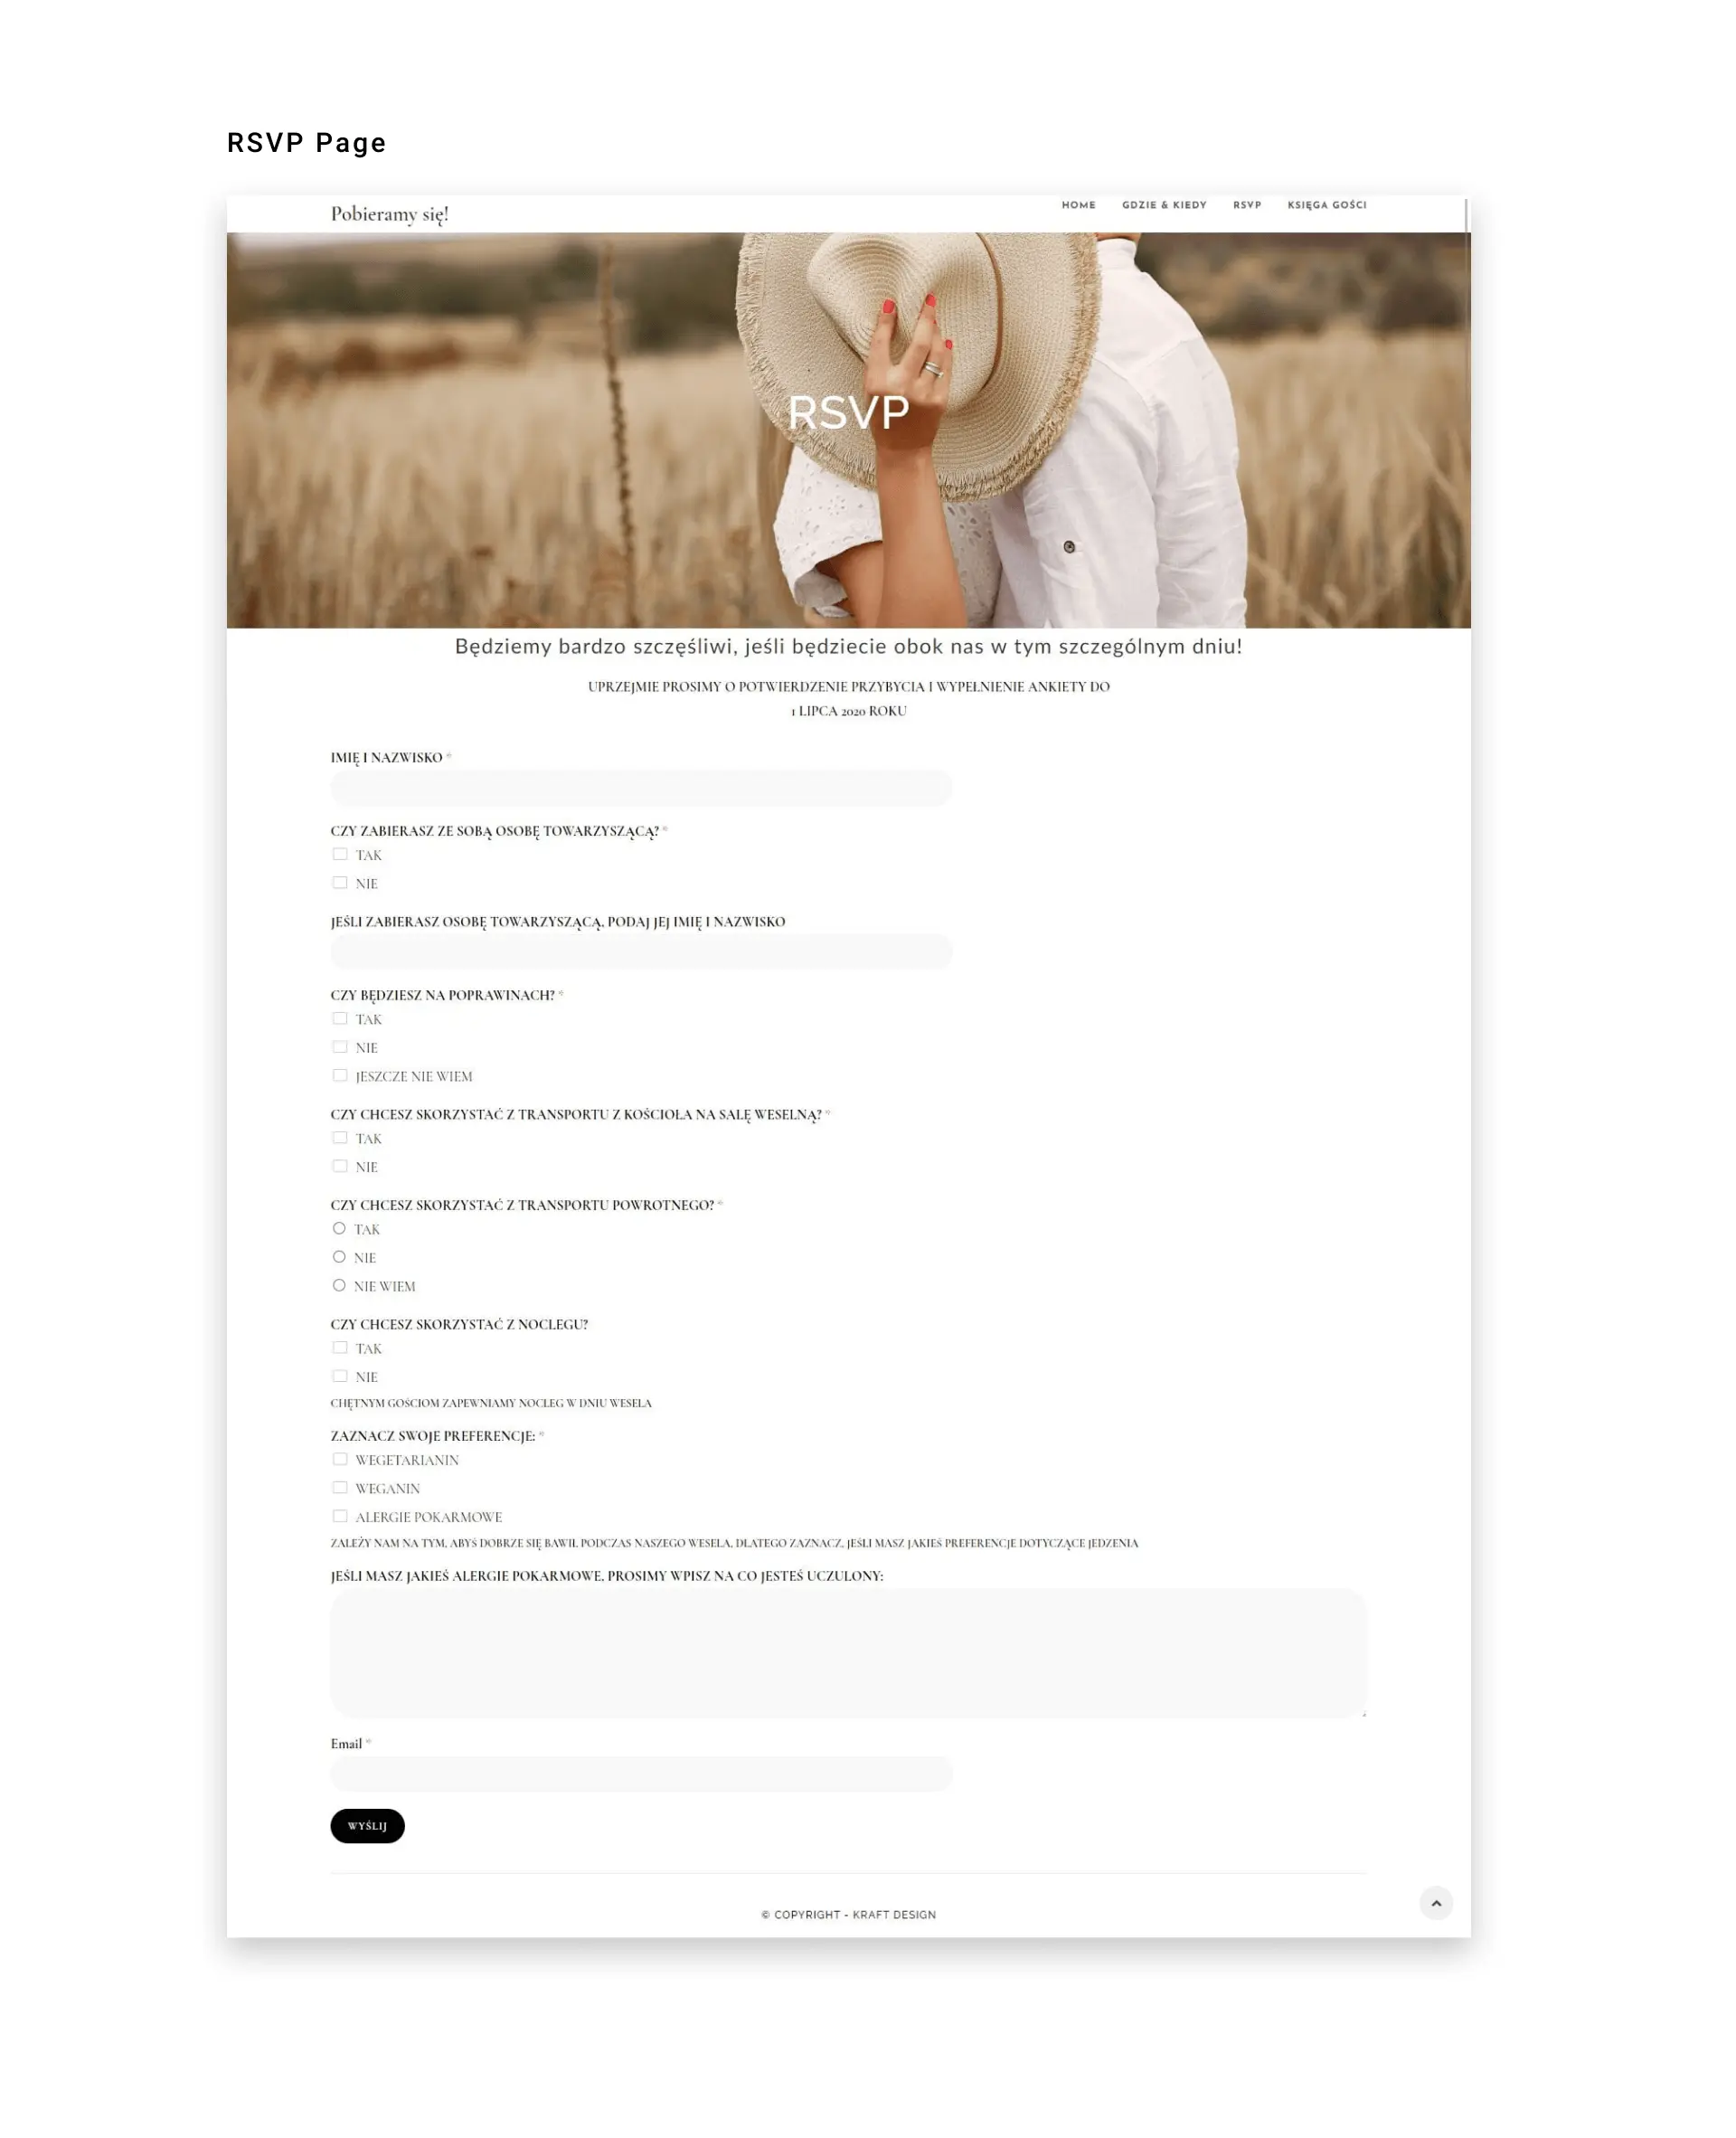 RSVP Page
Pobieramy się!
HOME GDZIE & KIEDY RSVP KSIĘGA GOŚCI
RSVP
Będziemy bardzo szczęśliwi, jeśli będziecie obok nas w tym szczególnym dniu!
UPRZEJMIE PROSIMY O POTWIERDZENIE PRZYBYCIA I WYPEŁNIENIE ANKIETY DO
1 LIPCA 2020 ROKU
IMIĘ I NAZWISKO *
CZY ZABIERASZ ZE SOBĄ OSOBĘ TOWARZYSZĄCĄ? *
TAK
NIE
JEŚLI ZABIERASZ OSOBĘ TOWARZYSZĄCĄ, PODAJ JEJ IMIĘ I NAZWISKO
CZY BĘDZIESZ NA POPRAWINACH? *
TAK
NIE
JESZCZE NIE WIEM
CZY CHCESZ SKORZYSTAĆ Z TRANSPORTU Z KOŚCIOŁA NA SALĘ WESELNĄ? *
TAK
NIE
CZY CHCESZ SKORZYSTAĆ Z TRANSPORTU POWROTNEGO? *
TAK
NIE
NIE WIEM
CZY CHCESZ SKORZYSTAĆ Z NOCLEGU?
TAK
NIE
CHĘTNYM GOŚCIOM ZAPEWNIAMY NOCLEG W DNIU WESELA
ZAZNACZ SWOJE PREFERENCJE: *
WEGETARIANIN
WEGANIN
ALERGIE POKARMOWE
ZALEŻY NAM NA TYM, ABYŚ DOBRZE SIĘ BAWIŁ PODCZAS NASZEGO WESELA, DLATEGO ZAZNACZ, JEŚLI MASZ JAKIEŚ PREFERENCJE DOTYCZĄCE JEDZENIA
JEŚLI MASZ JAKIEŚ ALERGIE POKARMOWE, PROSIMY WPISZ NA CO JESTEŚ UCZULONY:
Email *
WYŚLIJ
© COPYRIGHT - KRAFT DESIGN